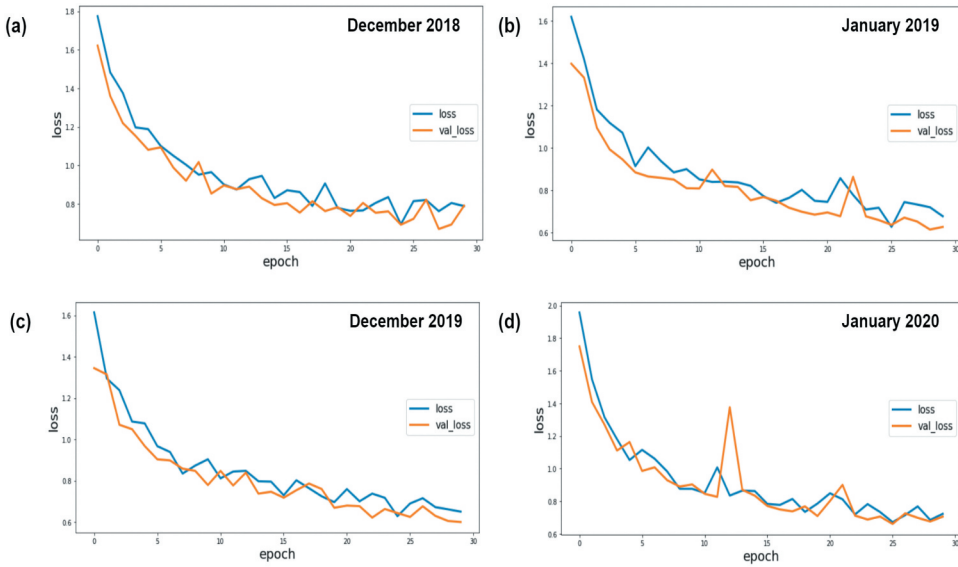 (a)
December 2018
1.8
1.6
1.4
1.2
1.0
0.8
loss
loss
val_loss
0 5 10 15 20 25 30
epoch
(b)
January 2019
1.6
1.4
1.2
1.0
0.8
0.6
loss
loss
val_loss
0 5 10 15 20 25 30
epoch
(c)
December 2019
1.6
1.4
1.2
1.0
0.8
0.6
loss
loss
val_loss
0 5 10 15 20 25 30
epoch
(d)
January 2020
2.0
1.8
1.6
1.4
1.2
1.0
0.8
0.6
loss
loss
val_loss
0 5 10 15 20 25 30
epoch